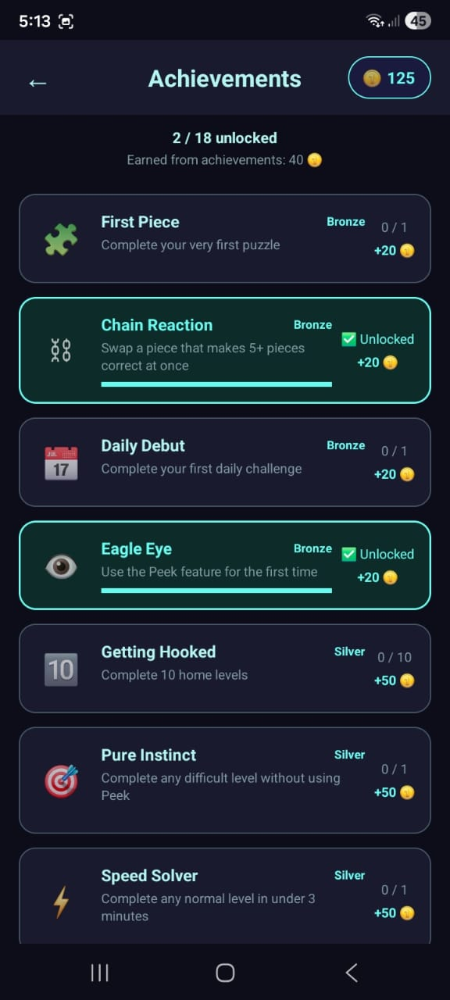 5:13
45
← Achievements
125
2 / 18 unlocked
Earned from achievements: 40
First Piece
Bronze
0 / 1
Complete your very first puzzle
+20
Chain Reaction
Bronze
Unlocked
Swap a piece that makes 5+ pieces
correct at once
+20
JUL
17
Daily Debut
Bronze
0 / 1
Complete your first daily challenge
+20
Eagle Eye
Bronze
Unlocked
Use the Peek feature for the first time
+20
10
Getting Hooked
Silver
0 / 10
Complete 10 home levels
+50
Pure Instinct
Silver
0 / 1
Complete any difficult level without using
Peek
+50
Speed Solver
Silver
0 / 1
Complete any normal level in under 3
minutes
+50